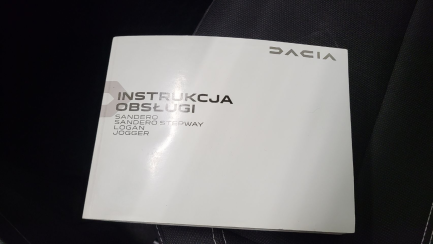 DACIA
INSTRUKCJA
OBSŁUGI
SANDERO
SANDERO STEPWAY
LOGAN
JOGGER